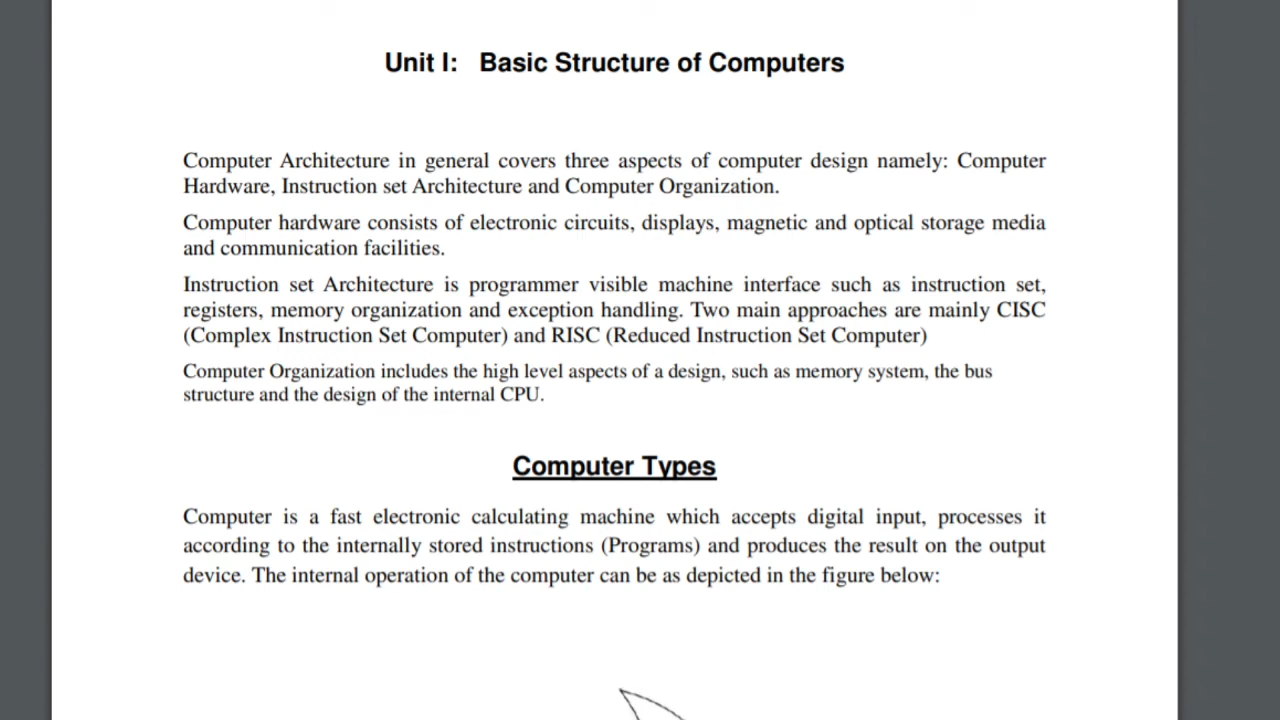 Unit I: Basic Structure of Computers
Computer Architecture in general covers three aspects of computer design namely: Computer
Hardware, Instruction set Architecture and Computer Organization.
Computer hardware consists of electronic circuits, displays, magnetic and optical storage media
and communication facilities.
Instruction set Architecture is programmer visible machine interface such as instruction set,
registers, memory organization and exception handling. Two main approaches are mainly CISC
(Complex Instruction Set Computer) and RISC (Reduced Instruction Set Computer)
Computer Organization includes the high level aspects of a design, such as memory system, the bus
structure and the design of the internal CPU.
Computer Types
Computer is a fast electronic calculating machine which accepts digital input, processes it
according to the internally stored instructions (Programs) and produces the result on the output
device. The internal operation of the computer can be as depicted in the figure below: